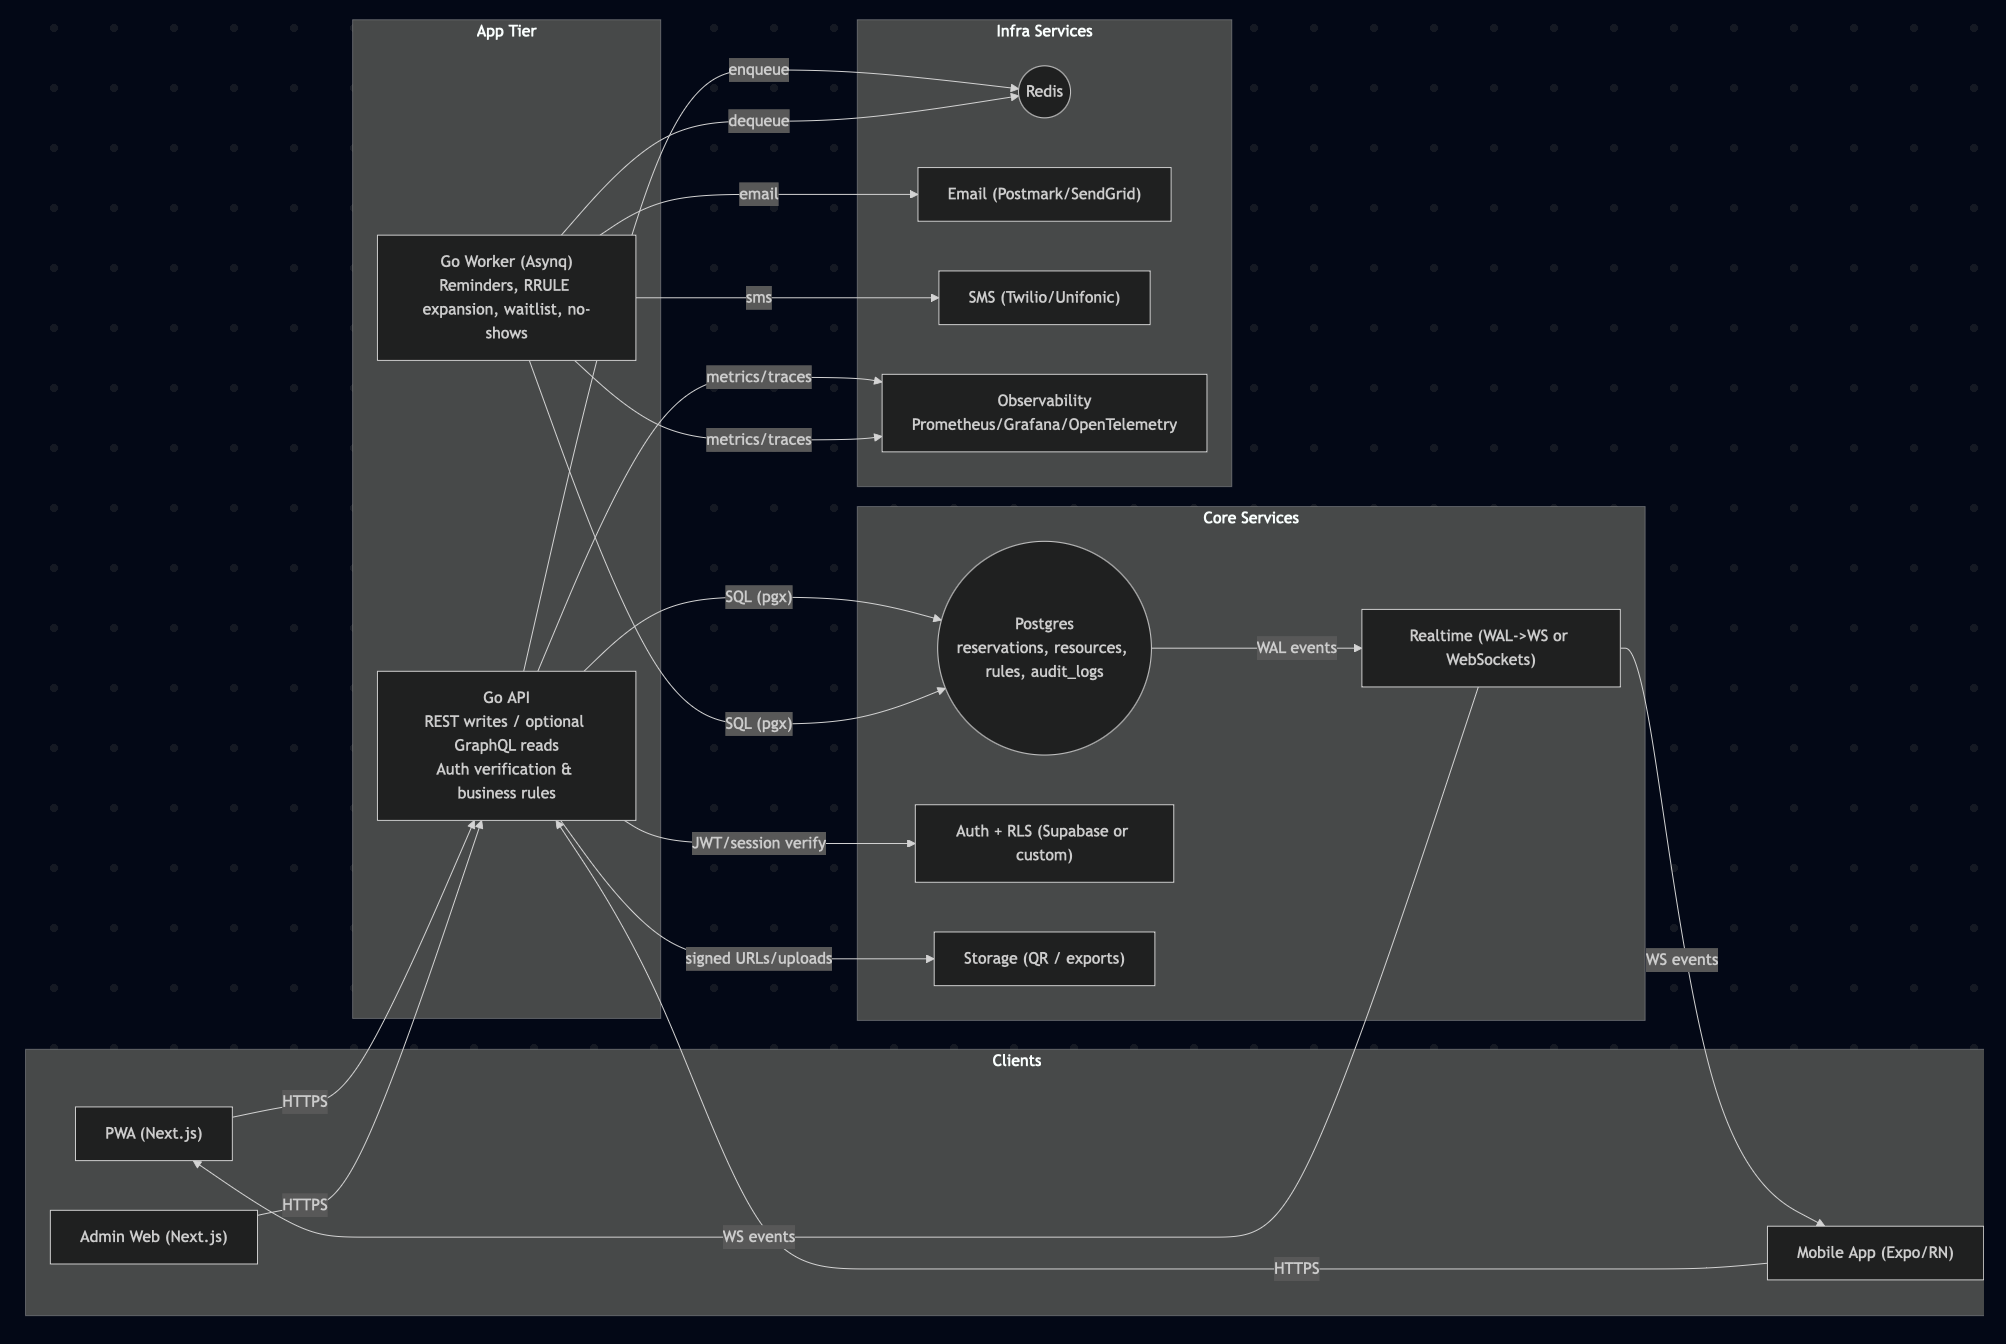 App Tier
Infra Services
enqueue
Redis
dequeue
email
Email (Postmark/SendGrid)
Go Worker (Asynq)
Reminders, RRULE
expansion, waitlist, no-
shows
sms
SMS (Twilio/Unifonic)
metrics/traces
Observability
Prometheus/Grafana/OpenTelemetry
metrics/traces
Core Services
SQL (pgx)
Postgres
reservations, resources,
rules, audit_logs
WAL events
Realtime (WAL->WS or
WebSockets)
SQL (pgx)
Go API
REST writes / optional
GraphQL reads
Auth verification &
business rules
JWT/session verify
Auth + RLS (Supabase or
custom)
signed URLs/uploads
Storage (QR / exports)
WS events
Clients
HTTPS
PWA (Next.js)
HTTPS
Admin Web (Next.js)
WS events
HTTPS
Mobile App (Expo/RN)